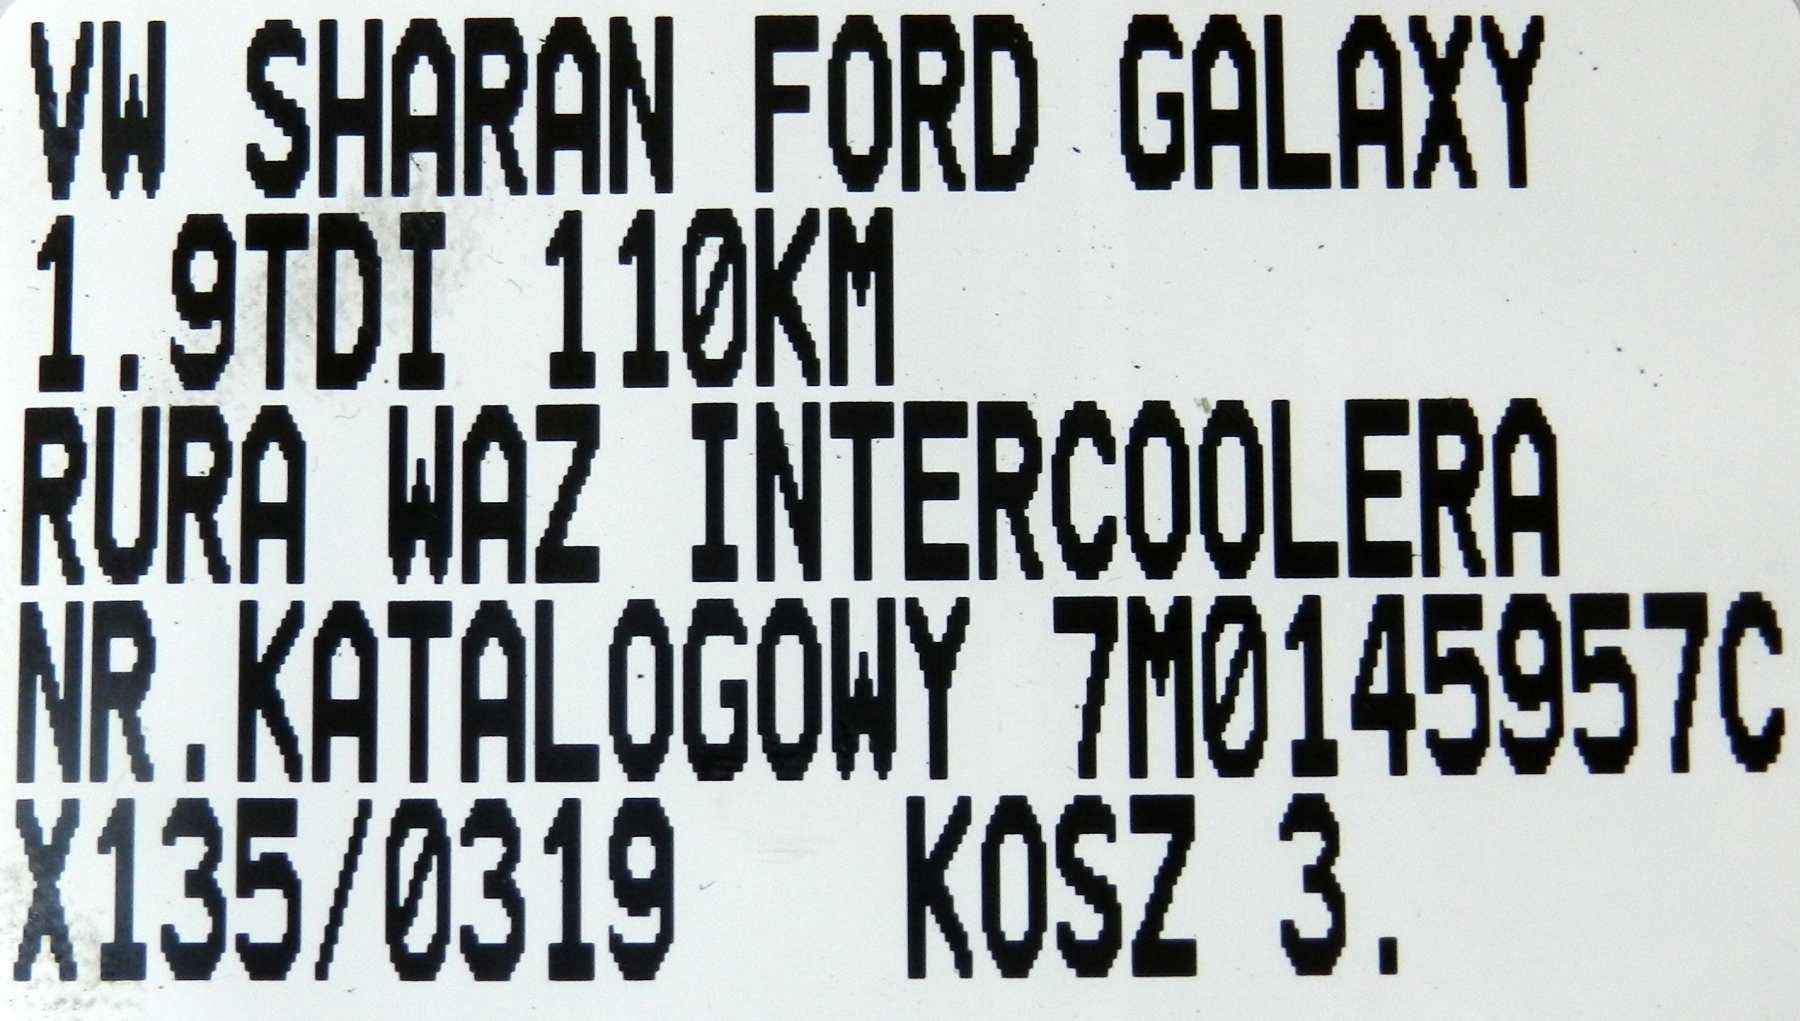 VW SHARAN FORD GALAXY
1.9TDI 110KM
RURA WAZ INTERCOOLERA
NR.KATALOGOWY 7M0145957C
X135/0319 KOSZ 3.